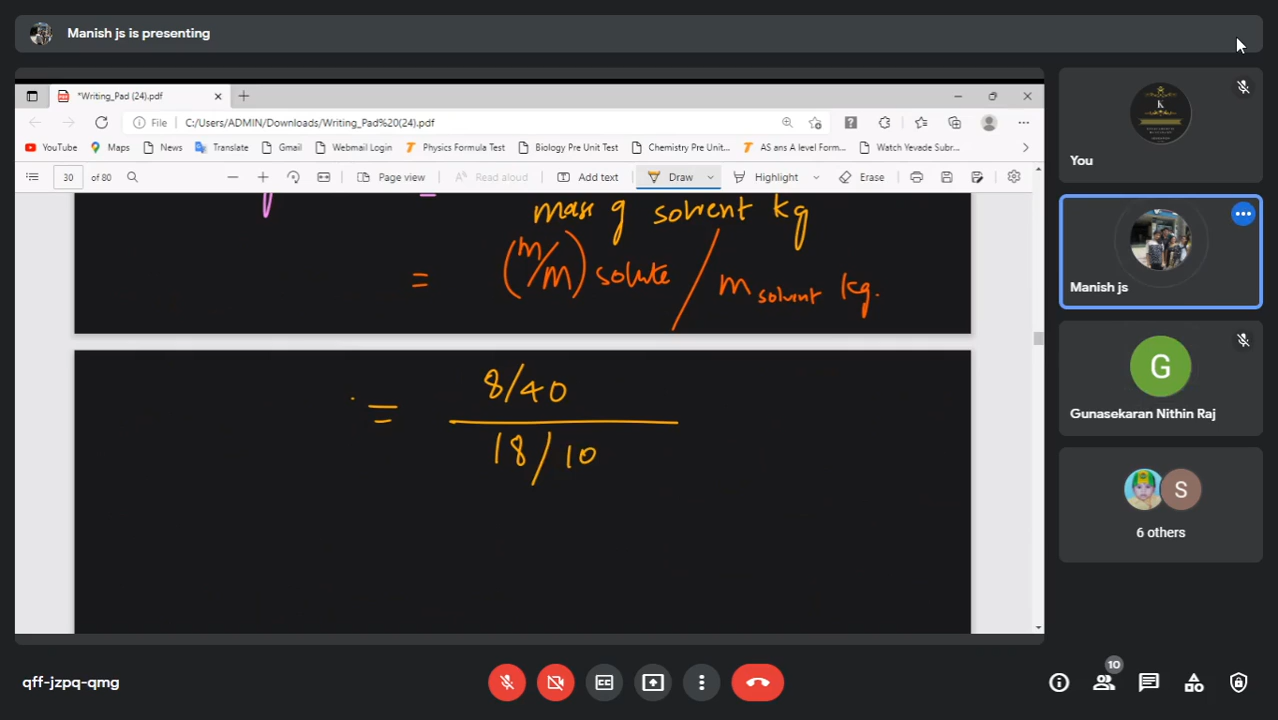 Manish js is presenting
*Writing_Pad (24).pdf
File C:/Users/ADMIN/Downloads/Writing_Pad%20(24).pdf
YouTube Maps News Translate Gmail Webmail Login Physics Formula Test Biology Pre Unit Test Chemistry Pre Unit... AS ans A level Form... Watch Yevade Subr...
30 of 80 Page view Read aloud Add text Draw Highlight Erase
mass g solvent kg
= (m/M) solute / m solvent kg.
= 8/40
18/10
K
You
Manish js
G
Gunasekaran Nithin Raj
S
6 others
qff-jzpq-qmg
CC
10